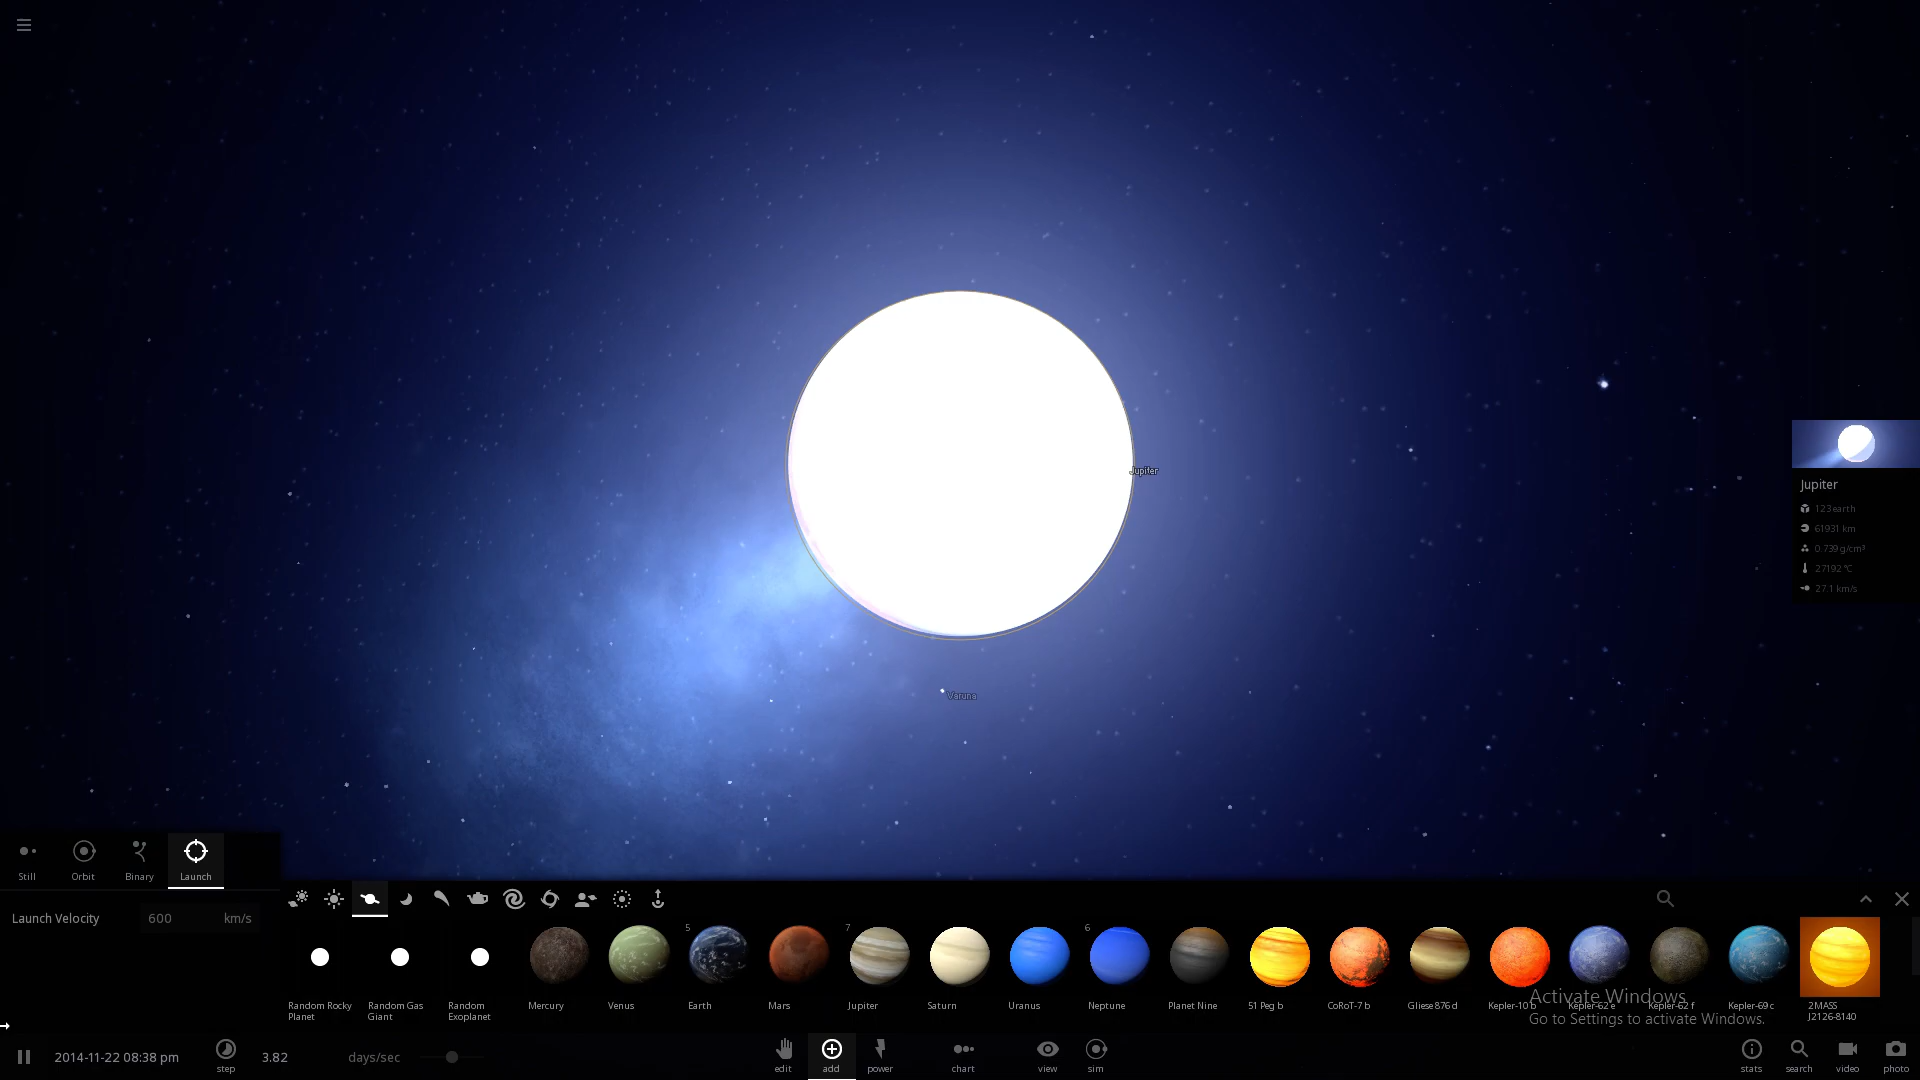 Jupiter
Varuna
Jupiter
123 earth
61931 km
0.739 g/cm³
27192 °C
27.1 km/s
Still
Orbit
Binary
Launch
Launch Velocity 600 km/s
5 7 6
Random Rocky Planet
Random Gas Giant
Random Exoplanet
Mercury
Venus
Earth
Mars
Jupiter
Saturn
Uranus
Neptune
Planet Nine
51 Peg b
CoRoT-7 b
Gliese 876 d
Kepler-10 b
Kepler-62 e
Kepler-62 f
Kepler-69 c
2MASS J2126-8140
Activate Windows
Go to Settings to activate Windows.
2014-11-22 08:38 pm
step
3.82 days/sec
edit
add
power
chart
view
sim
stats
search
video
photo